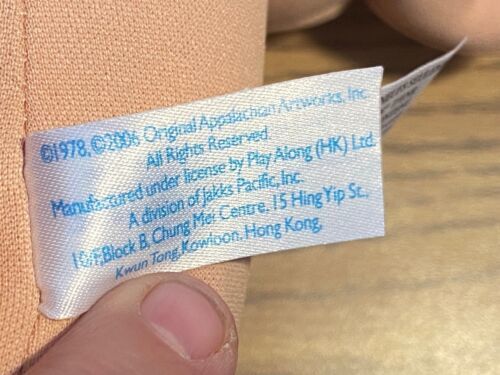 ©1978, ©2006 Original Appalachian Artworks, Inc.
All Rights Reserved.
Manufactured under license by Play Along (HK) Ltd.
A division of Jakks Pacific, Inc.
10/F, Block B, Chung Mei Centre, 15 Hing Yip St.,
Kwun Tong, Kowloon, Hong Kong.